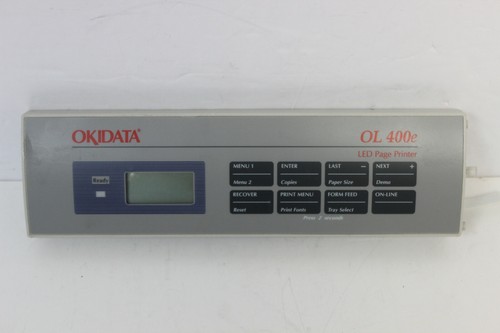 OKIDATA
OL 400e
LED Page Printer
MENU 1 ENTER LAST − NEXT +
Menu 2 Copies Paper Size Demo
RECOVER PRINT MENU FORM FEED ON-LINE
Reset Print Fonts Tray Select
Press 2 seconds